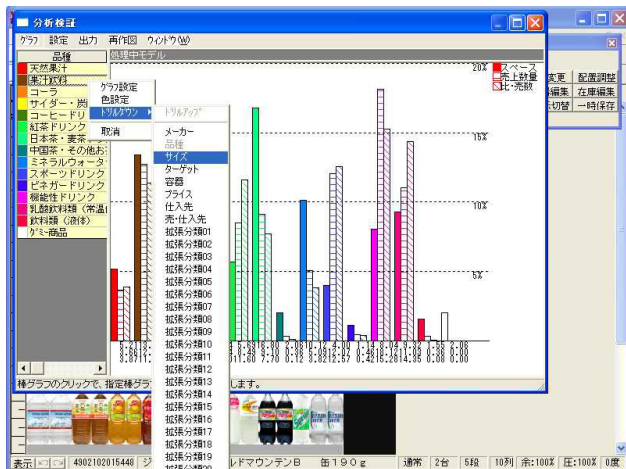 分析検証
グラフ 設定 出力 再作図 ウィンドウ(W)
品種
処理中モデル
天然果汁
果汁飲料
コーラ
サイダー・炭
コーヒードリ
紅茶ドリンク
日本茶・麦茶
中国茶・その他お
ミネラルウォータ
スポーツドリンク
ビネガードリンク
機能性ドリンク
乳酸飲料類（常温
飲料類（液体）
ダミー商品
グラフ設定
色設定
ドリルダウン
取消
ドリルアップ
メーカー
品種
サイズ
ターゲット
容器
プライス
仕入先
売・仕入先
拡張分類01
拡張分類02
拡張分類03
拡張分類04
拡張分類05
拡張分類06
拡張分類07
拡張分類08
拡張分類09
拡張分類10
拡張分類11
拡張分類12
拡張分類13
拡張分類14
拡張分類15
拡張分類16
拡張分類17
拡張分類18
拡張分類19
拡張分類20
20%
15%
10%
5%
スペース
売上数量
比・売数
変更 配置調整
編集 在庫編集
切替 一時保存
棒グラフのクリックで、指定棒グラ
します。
表示
4902102015448
ルドマウンテンB 缶190g
通常 2台 5段 10列 余:100% 圧:100% 0度